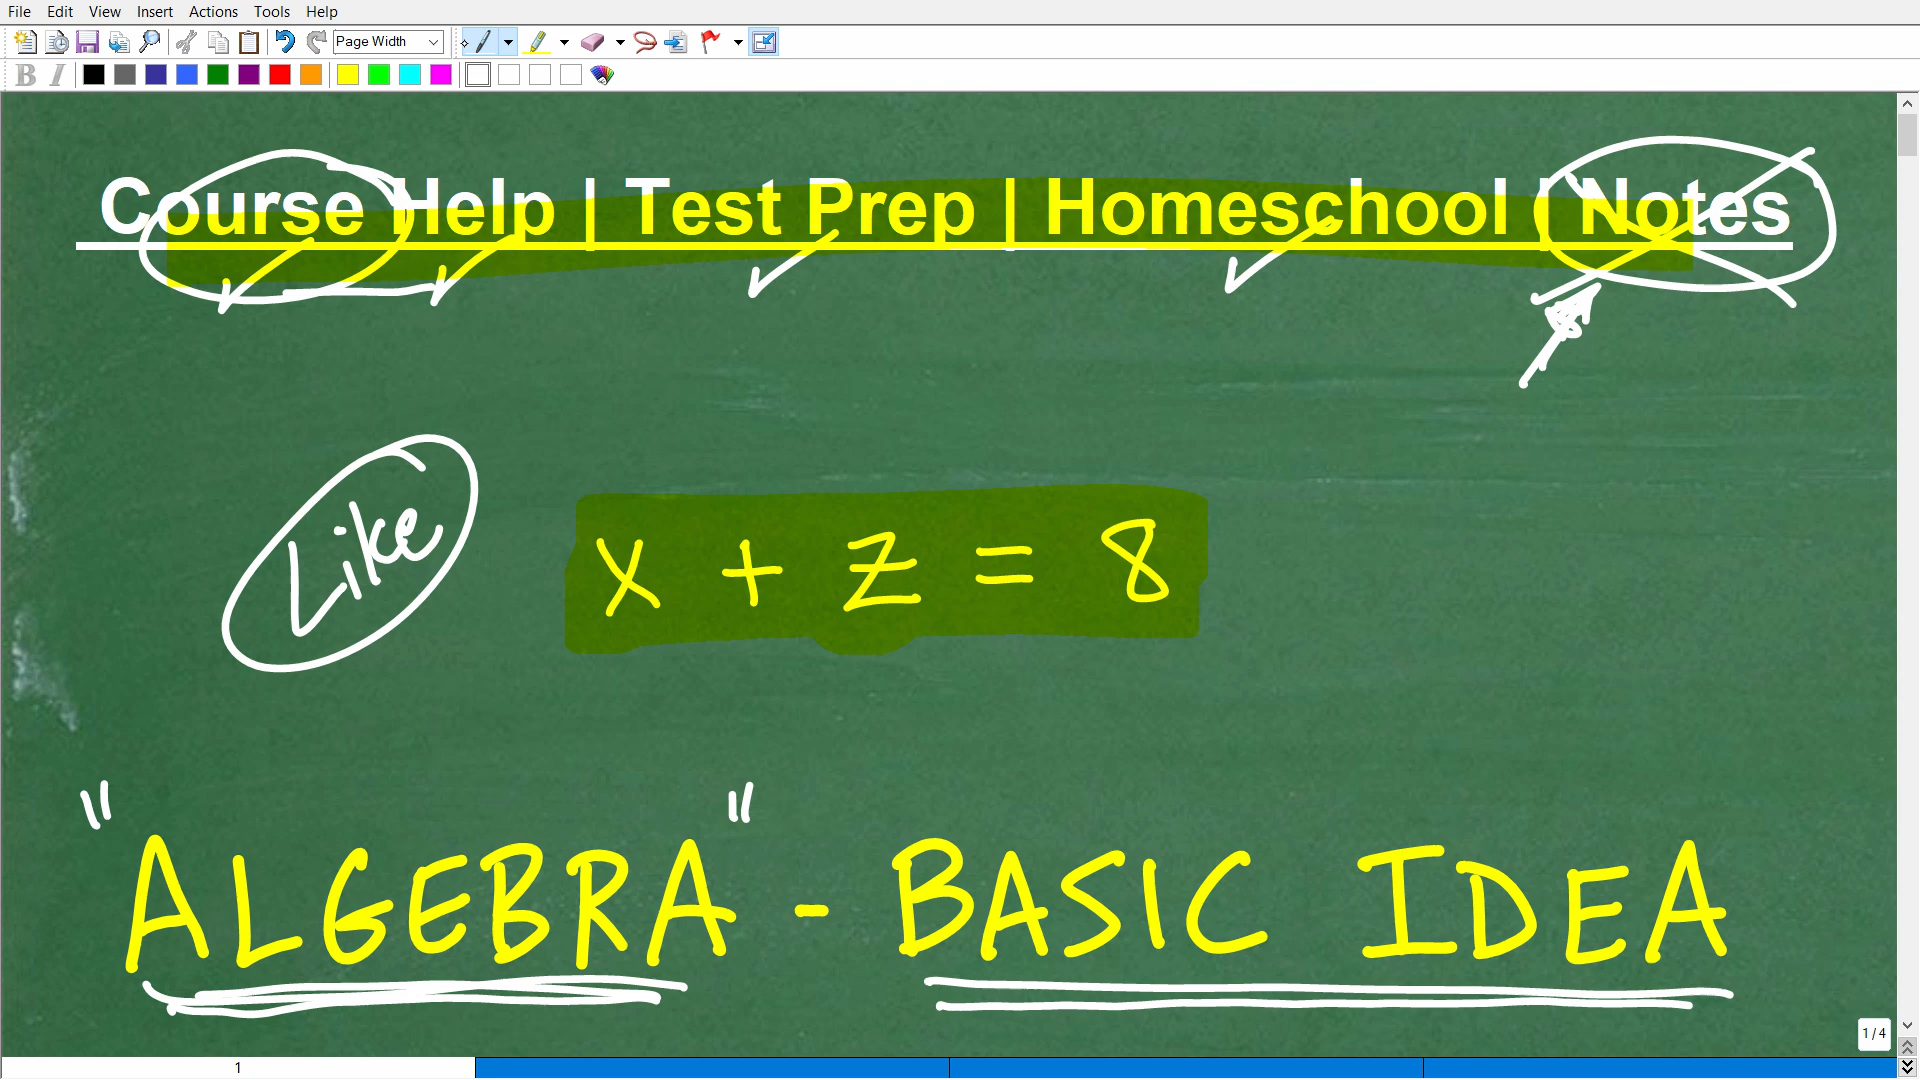 File Edit View Insert Actions Tools Help
Page Width
B I
Course Help | Test Prep | Homeschool | Notes
Like
x + z = 8
"ALGEBRA" - BASIC IDEA
1 / 4
1